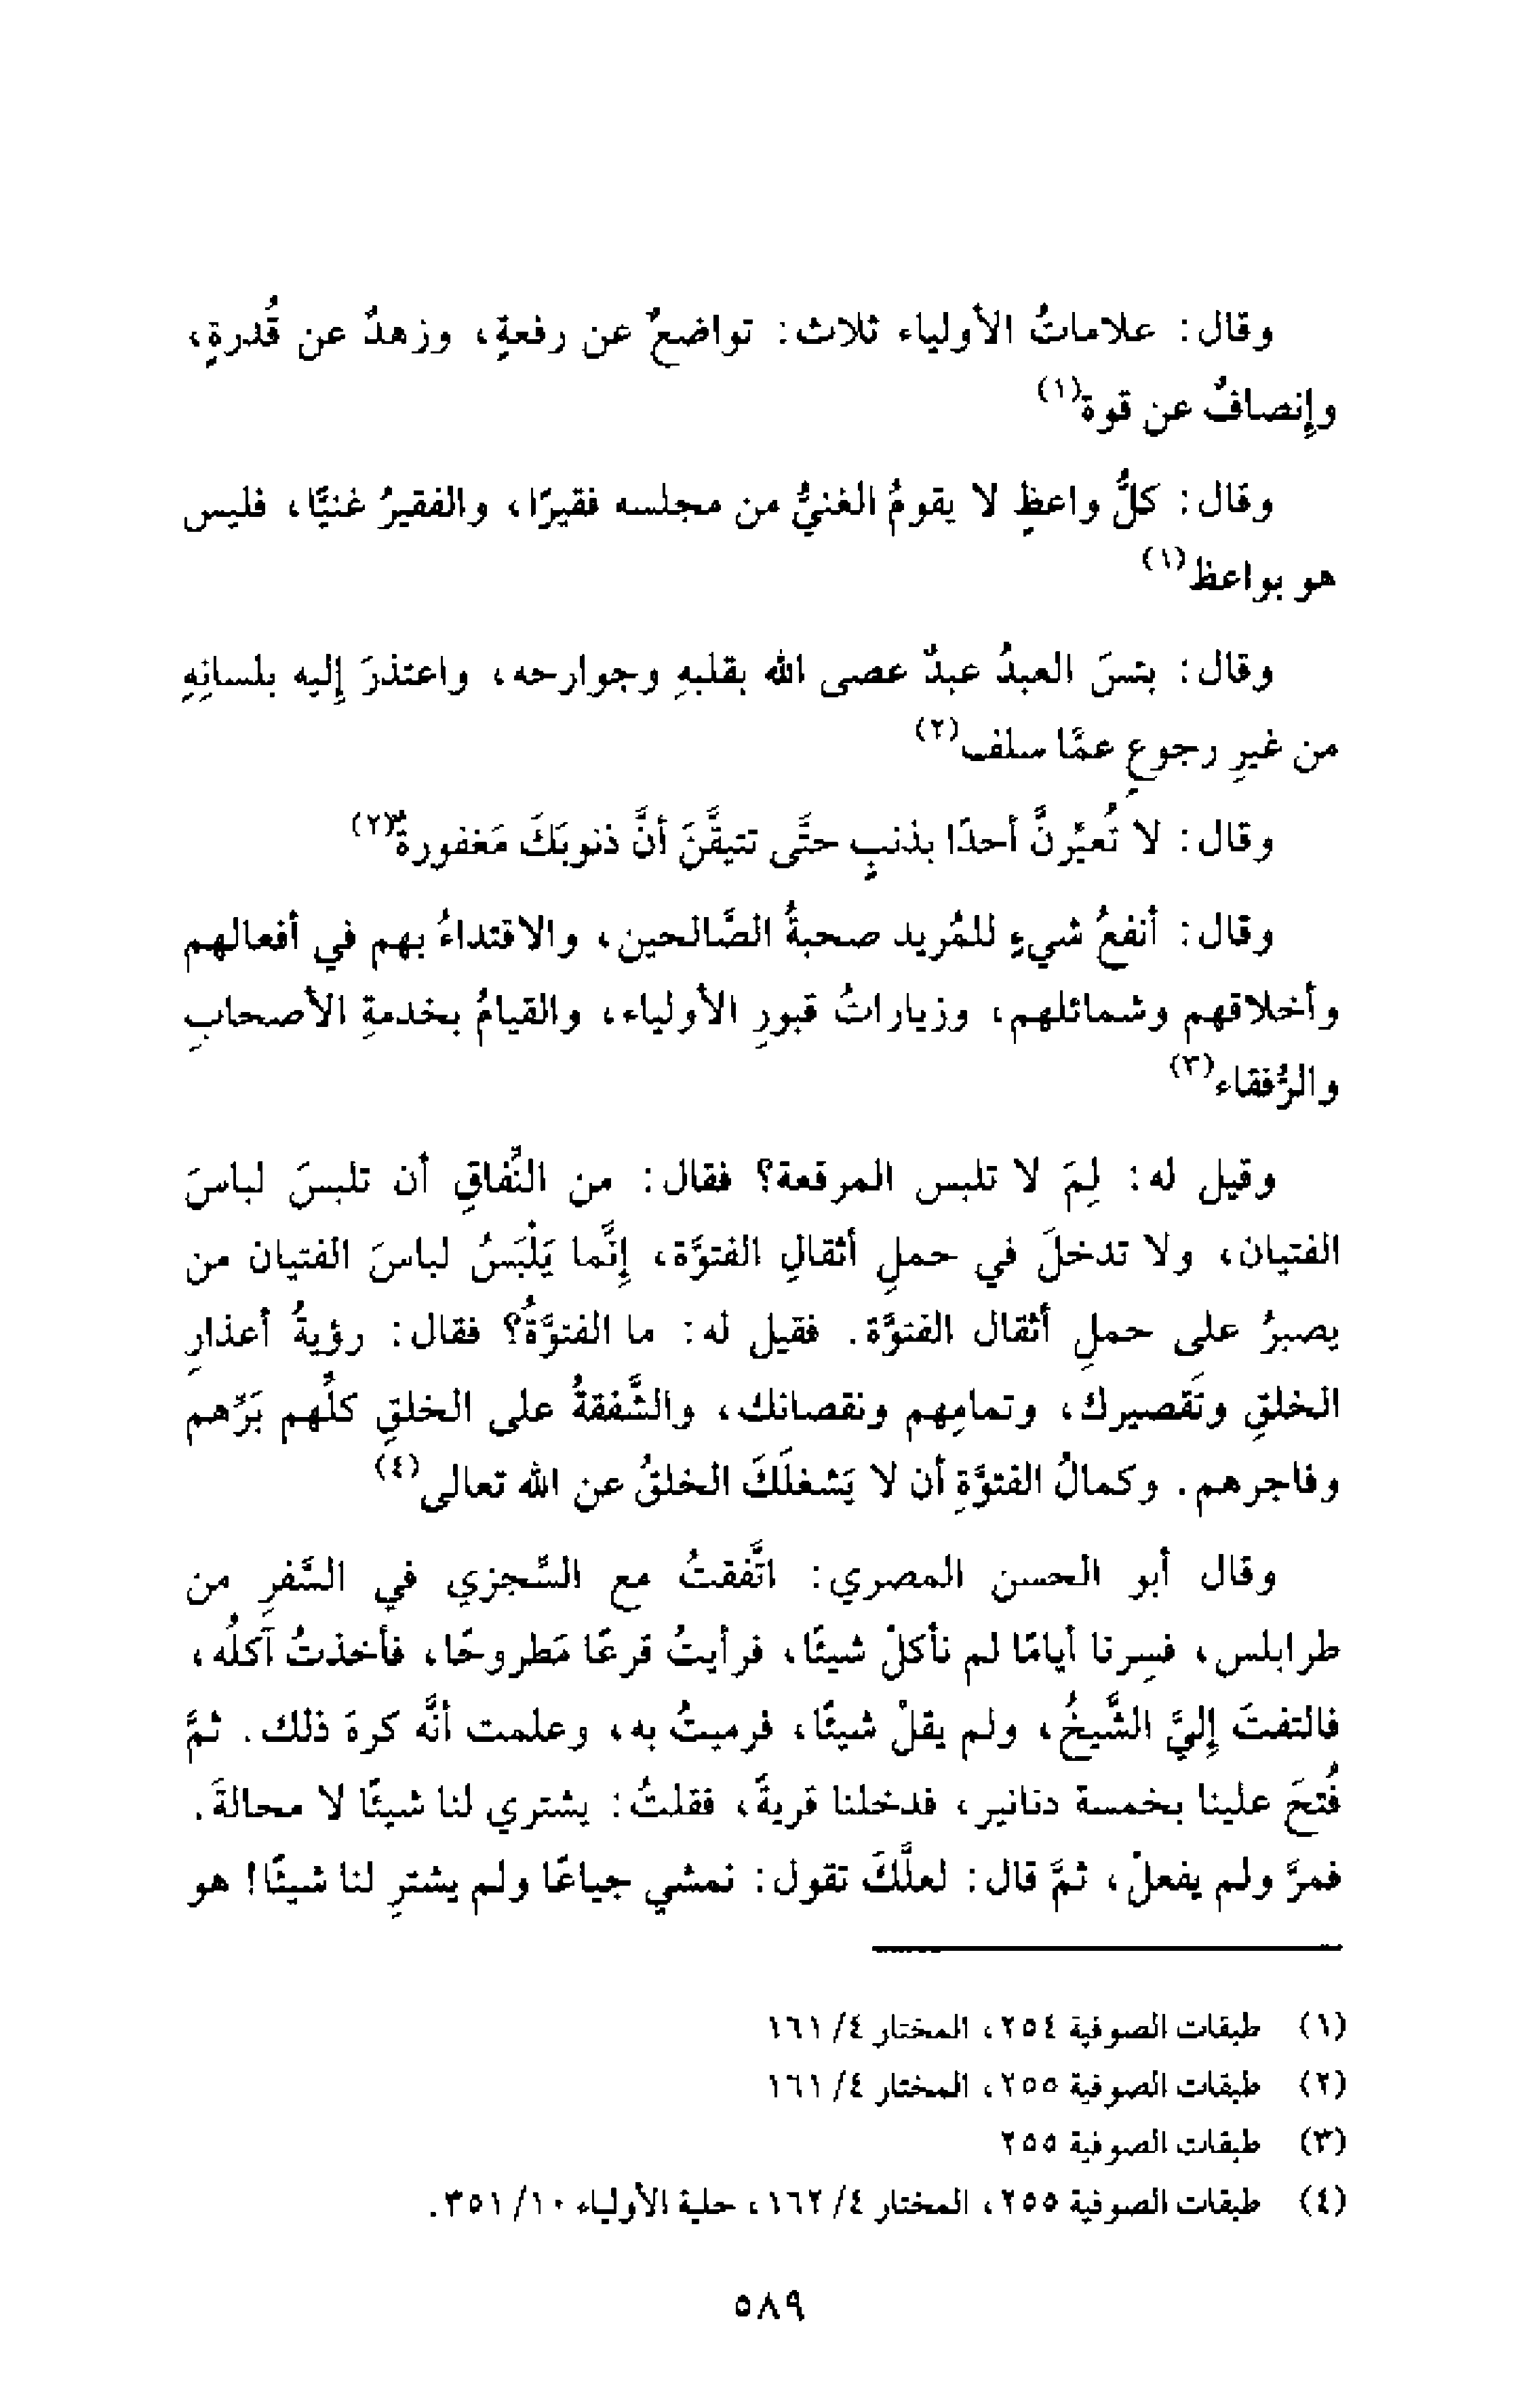 وقال: علاماتُ الأولياء ثلاث: تواضعٌ عن رفعةٍ، وزهدٌ عن قُدرةٍ،
وإنصافٌ عن قوة(١)
وقال: كلُّ واعظٍ لا يقومُ الغنيُّ من مجلسه فقيرًا، والفقيرُ غنيًّا، فليس
هو بواعظ(١)
وقال: بئسَ العبدُ عبدٌ عصى الله بقلبهِ وجوارحه، واعتذرَ إليه بلسانِهِ
من غيرِ رجوعٍ عمَّا سلف(٢)
وقال: لا تُعيّرنَّ أحدًا بذنبٍ حتَّى تتيقَّنَ أنَّ ذنوبَكَ مَغفورةٌ(٢)
وقال: أنفعُ شيءٍ للمُريد صحبةُ الصَّالحين، والاقتداءُ بهم في أفعالهم
وأخلاقهم وشمائلهم، وزياراتُ قبورِ الأولياء، والقيامُ بخدمةِ الأصحابِ
والرُّفقاء(٣)
وقيل له: لِمَ لا تلبس المرقعة؟ فقال: من النِّفاقِ أن تلبسَ لباسَ
الفتيان، ولا تدخلَ في حملِ أثقالِ الفتوَّة، إنَّما يَلْبَسُ لباسَ الفتيان من
يصبرُ على حملِ أثقال الفتوَّة. فقيل له: ما الفتوَّةُ؟ فقال: رؤيةُ أعذارِ
الخلقِ وتَقصيرك، وتمامِهم ونقصانك، والشَّفقةُ على الخلقِ كلِّهم بَرِّهم
وفاجرهم. وكمالُ الفتوَّةِ أن لا يَشغلَكَ الخلقُ عن الله تعالى(٤)
وقال أبو الحسن المصري: اتَّفقتُ مع السِّجزي في السَّفرِ من
طرابلس، فسِرنا أيامًا لم نأكلْ شيئًا، فرأيتُ قرعًا مَطروحًا، فأخذتُ آكلُه،
فالتفتَ إليَّ الشَّيخُ، ولم يقلْ شيئًا، فرميتُ به، وعلمت أنَّه كرهَ ذلك. ثمَّ
فُتحَ علينا بخمسة دنانير، فدخلنا قريةً، فقلتُ: يشتري لنا شيئًا لا محالةَ.
فمرَّ ولم يفعلْ، ثمَّ قال: لعلَّكَ تقول: نمشي جياعًا ولم يشترِ لنا شيئًا! هو
(١) طبقات الصوفية ٢٥٤، المختار ٤/ ١٦١
(٢) طبقات الصوفية ٢٥٥، المختار ٤/ ١٦١
(٣) طبقات الصوفية ٢٥٥
(٤) طبقات الصوفية ٢٥٥، المختار ٤/ ١٦٢، حلية الأولياء ١٠/ ٣٥١.
٥٨٩